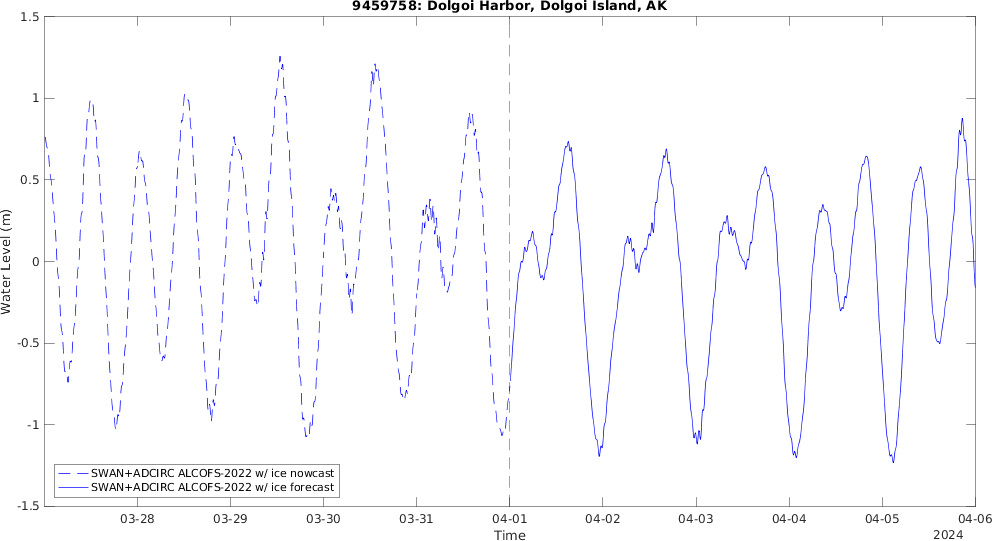 9459758: Dolgoi Harbor, Dolgoi Island, AK
1.5
1
0.5
0
-0.5
-1
-1.5
Water Level (m)
SWAN+ADCIRC ALCOFS-2022 w/ ice nowcast
SWAN+ADCIRC ALCOFS-2022 w/ ice forecast
03-28 03-29 03-30 03-31 04-01 04-02 04-03 04-04 04-05 04-06
Time
2024